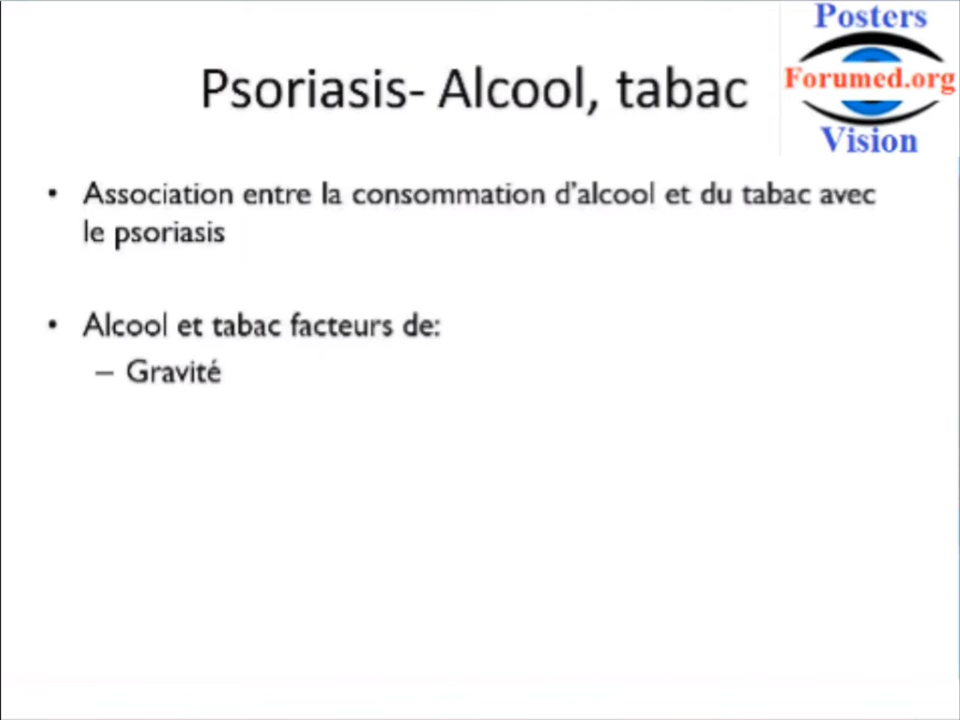 Posters
Forumed.org
Vision
Psoriasis- Alcool, tabac
• Association entre la consommation d'alcool et du tabac avec
le psoriasis
• Alcool et tabac facteurs de:
– Gravité